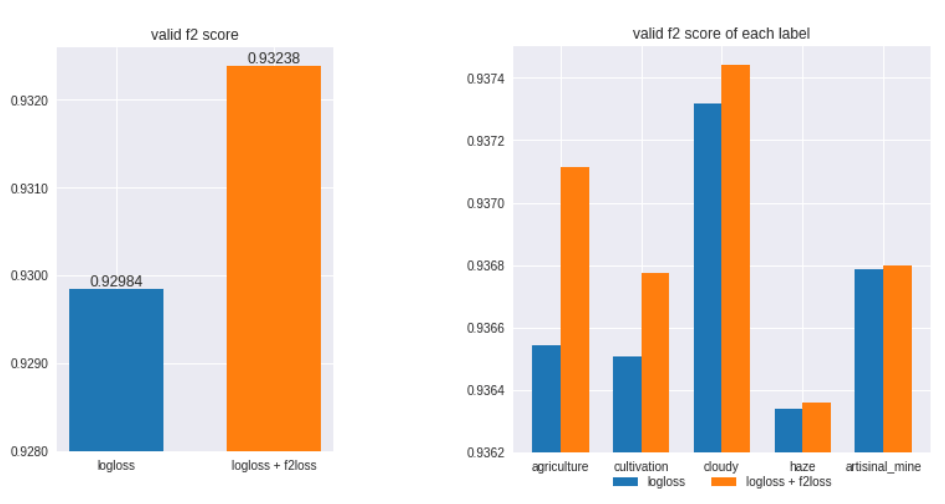 valid f2 score
0.93238
0.9320
0.9310
0.9300
0.92984
0.9290
0.9280
logloss
logloss + f2loss
valid f2 score of each label
0.9374
0.9372
0.9370
0.9368
0.9366
0.9364
0.9362
agriculture
cultivation
cloudy
haze
artisinal_mine
logloss
logloss + f2loss